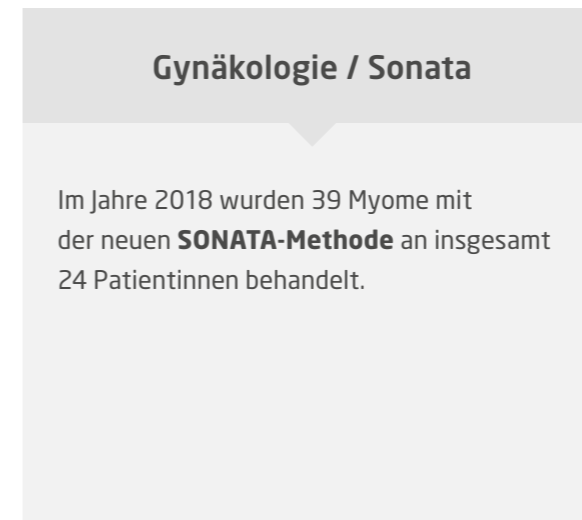 Gynäkologie / Sonata
Im Jahre 2018 wurden 39 Myome mit
der neuen SONATA-Methode an insgesamt
24 Patientinnen behandelt.